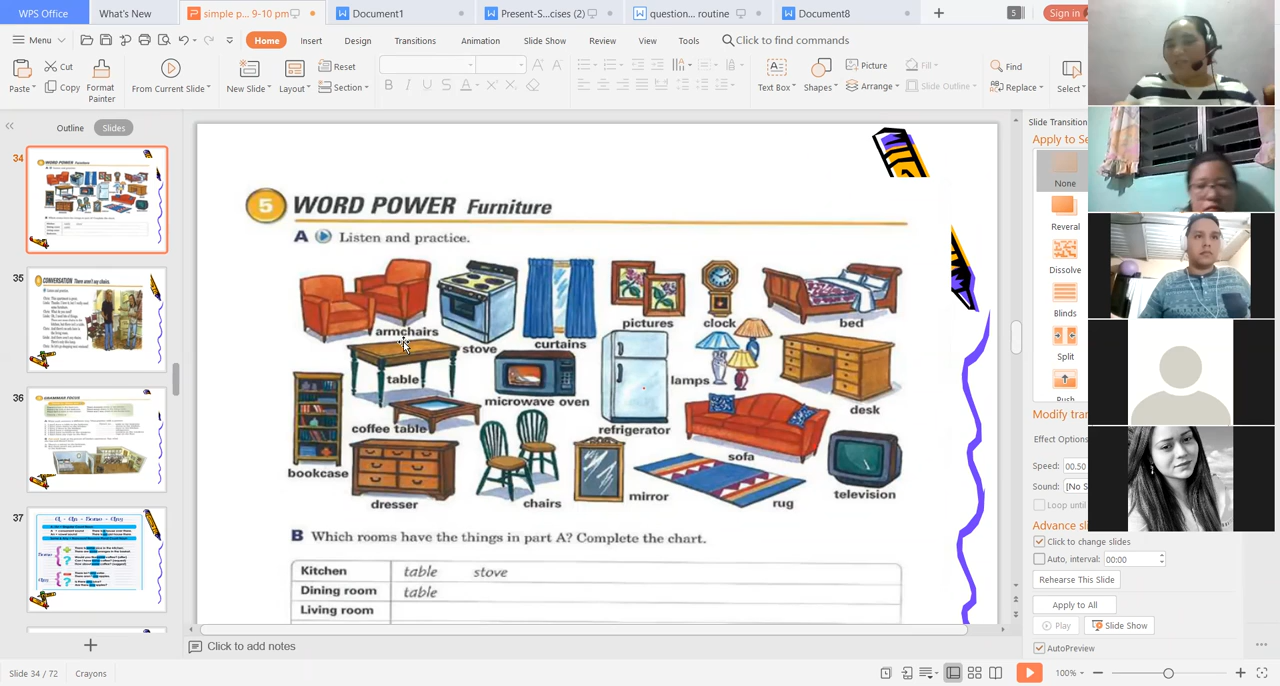 WPS Office
What's New
simple p... 9-10 pm
Document1
Present-S...cises (2)
question... routine
Document8
S
Sign in
Menu
Home
Insert
Design
Transitions
Animation
Slide Show
Review
View
Tools
Click to find commands
Paste
Cut
Copy
Format Painter
From Current Slide
New Slide
Layout
Reset
Section
Text Box
Shapes
Picture
Arrange
Fill
Slide Outline
Find
Replace
Select
Outline
Slides
34
35
36
37
5 WORD POWER Furniture
A Listen and practice.
armchairs
stove
curtains
pictures
clock
bed
table
microwave oven
lamps
desk
coffee table
refrigerator
sofa
bookcase
dresser
chairs
mirror
rug
television
B Which rooms have the things in part A? Complete the chart.
Kitchen table stove
Dining room table
Living room
Slide Transition
Apply to
None
Reveral
Dissolve
Blinds
Split
Push
Modify
Effect Options
Speed: 00.50
Sound:
Loop until
Advance
Click to change slides
Auto, interval: 00:00
Rehearse This Slide
Apply to All
Play
Slide Show
AutoPreview
Click to add notes
Slide 34 / 72
Crayons
100%